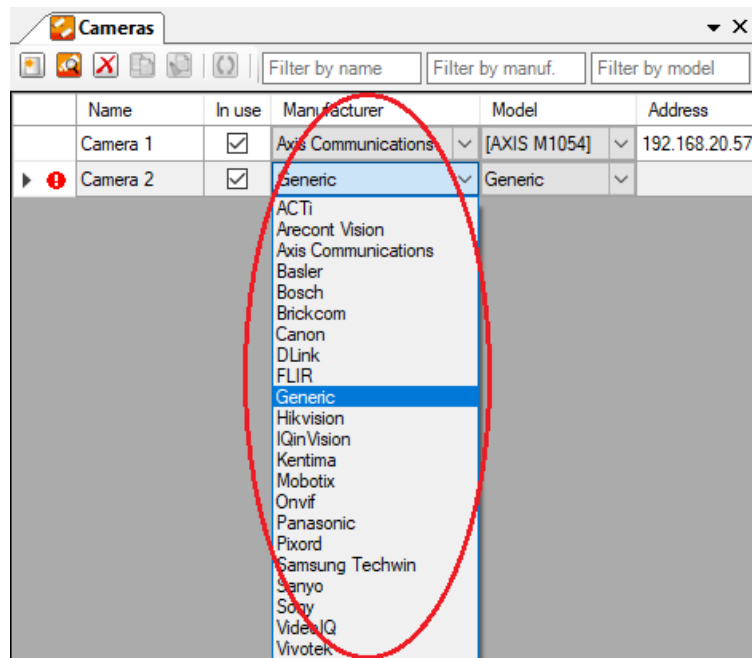 Cameras
Filter by name Filter by manuf. Filter by model
Name In use Manufacturer Model Address
Camera 1 Axis Communications [AXIS M1054] 192.168.20.57
Camera 2 Generic Generic
ACTi
Arecont Vision
Axis Communications
Basler
Bosch
Brickcom
Canon
DLink
FLIR
Generic
Hikvision
IQinVision
Kentima
Mobotix
Onvif
Panasonic
Pixord
Samsung Techwin
Sanyo
Sony
VideoIQ
Vivotek